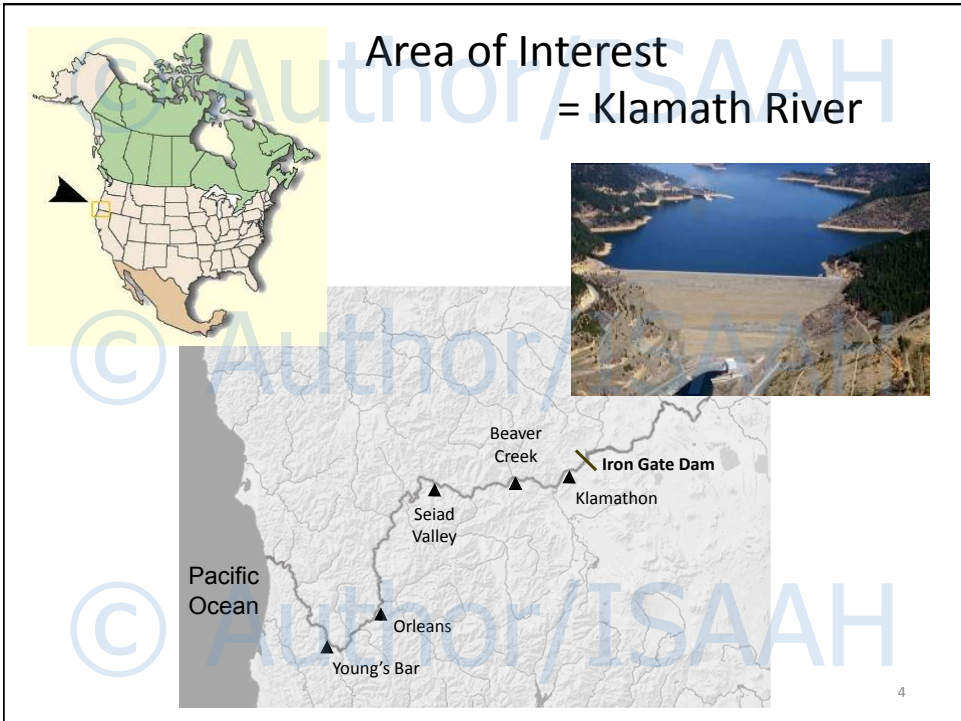 Area of Interest
= Klamath River
© Author/ISAAH
© Author/ISAAH
Beaver
Creek
Iron Gate Dam
Klamathon
Seiad
Valley
Pacific
Ocean
© Author/ISAAH
Orleans
Young's Bar
4